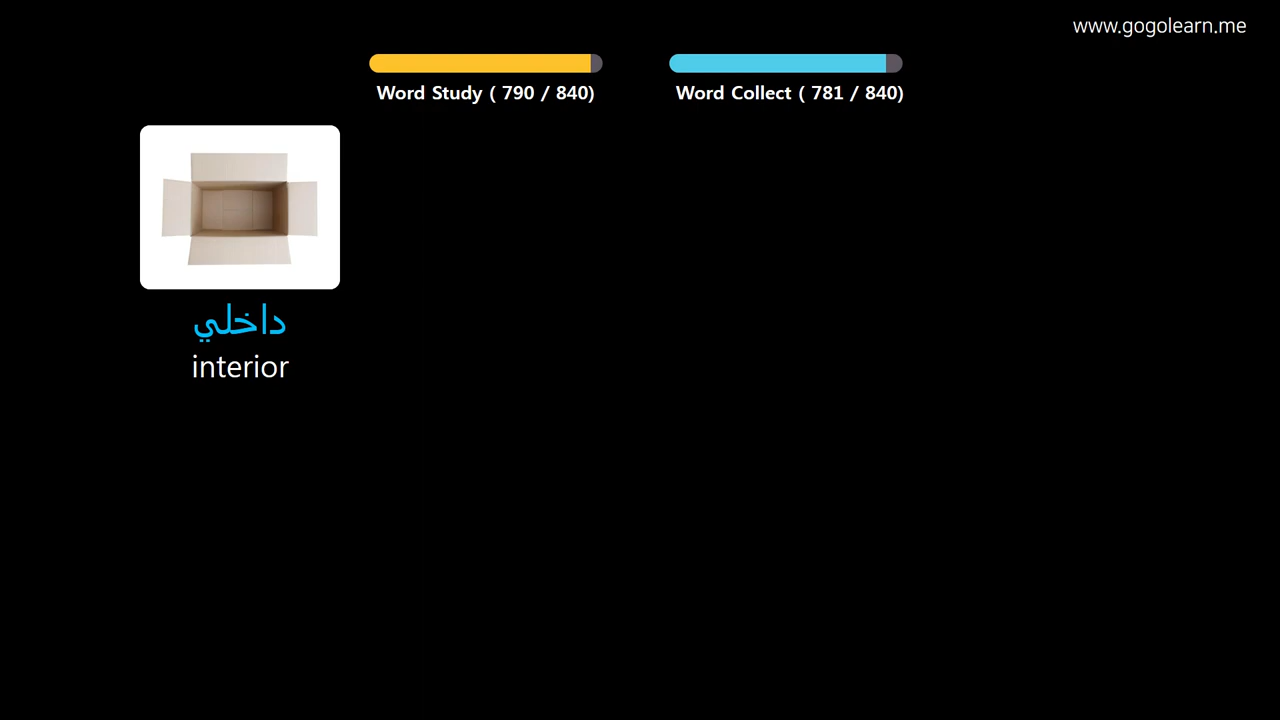 www.gogolearn.me
Word Study ( 790 / 840)
Word Collect ( 781 / 840)
داخلي
interior